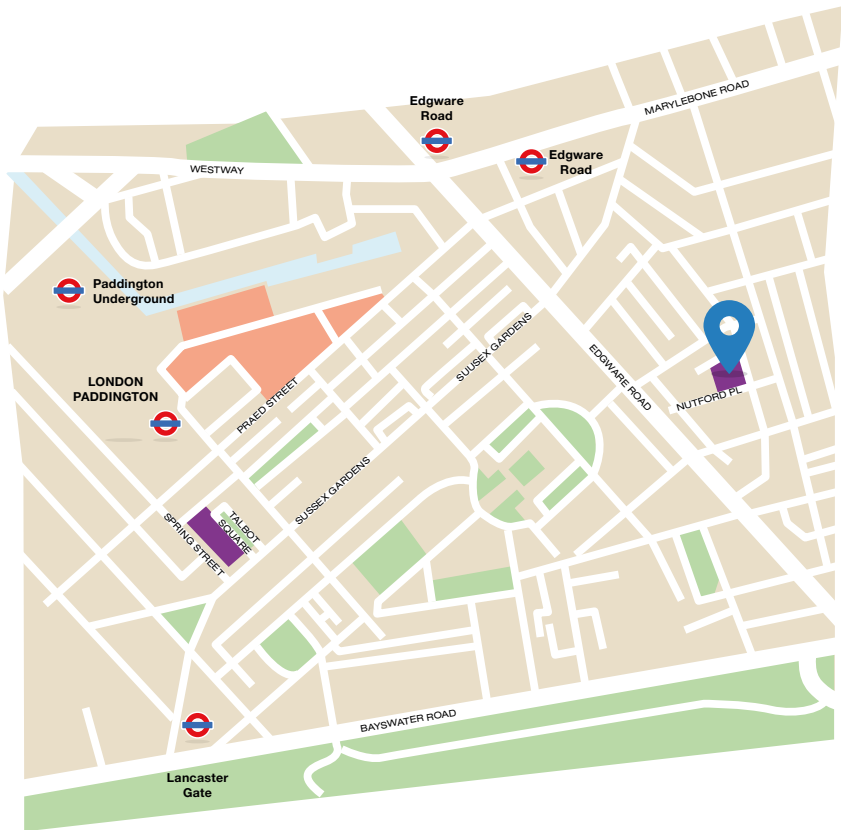 Edgware
Road
MARYLEBONE ROAD
Edgware
Road
WESTWAY
Paddington
Underground
SUUSEX GARDENS
EDGWARE ROAD
LONDON
PADDINGTON
PRAED STREET
NUTFORD PL
SUSSEX GARDENS
TALBOT
SQUARE
SPRING STREET
BAYSWATER ROAD
Lancaster
Gate